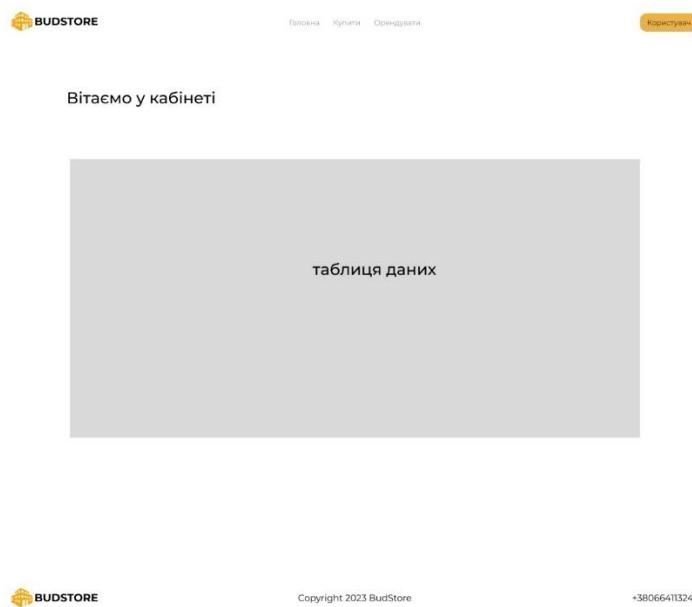 BUDSTORE
Головна Купити Орендувати
Користувач
Вітаємо у кабінеті
таблиця даних
BUDSTORE
Copyright 2023 BudStore
+38066411324